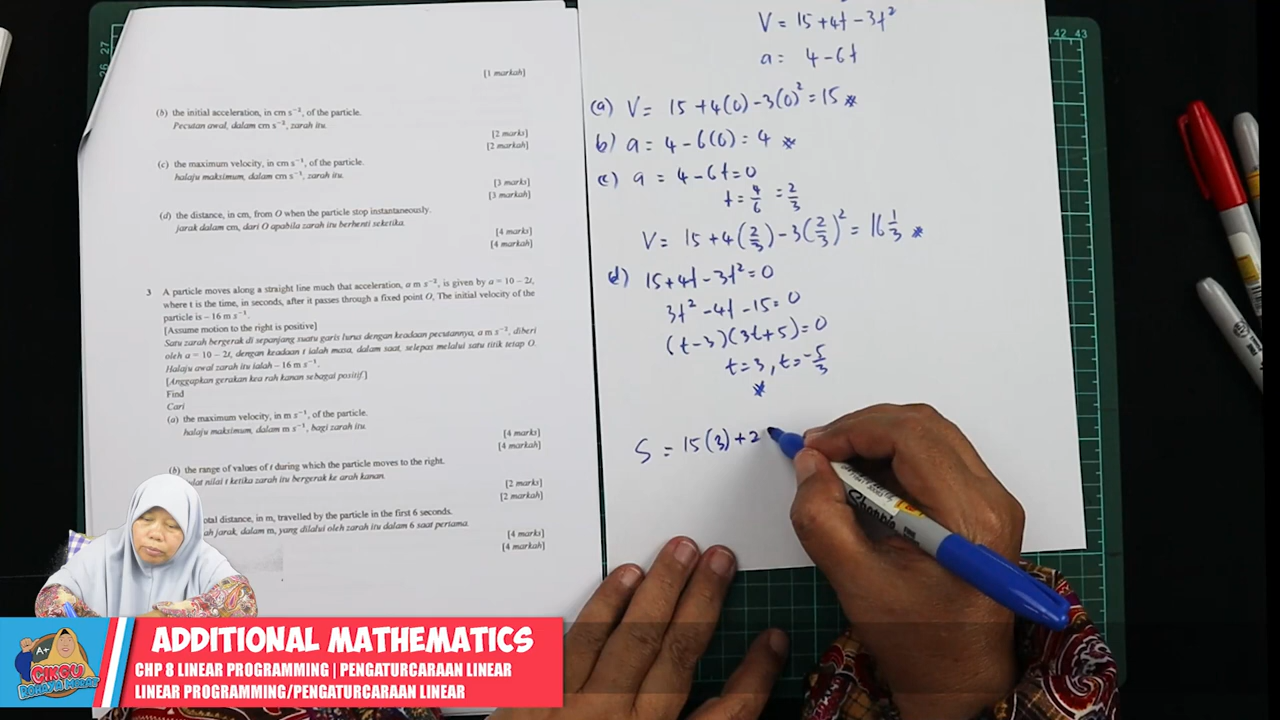 [1 markah]
(b) the initial acceleration, in cm s⁻², of the particle.
Pecutan awal, dalam cm s⁻², zarah itu.
[2 marks]
[2 markah]
(c) the maximum velocity, in cm s⁻¹, of the particle.
halaju maksimum, dalam cm s⁻¹, zarah itu.
[3 marks]
[3 markah]
(d) the distance, in cm, from O when the particle stop instantaneously.
jarak dalam cm, dari O apabila zarah itu berhenti seketika.
[4 marks]
[4 markah]
3 A particle moves along a straight line much that acceleration, a m s⁻², is given by a = 10 – 2t,
where t is the time, in seconds, after it passes through a fixed point O, The initial velocity of the
particle is – 16 m s⁻¹.
[Assume motion to the right is positive]
Satu zarah bergerak di sepanjang suatu garis lurus dengan keadaan pecutannya, a m s⁻², diberi
oleh a = 10 – 2t, dengan keadaan t ialah masa, dalam saat, selepas melalui satu titik tetap O.
Halaju awal zarah itu ialah – 16 m s⁻¹.
[Anggapkan gerakan kea rah kanan sebagai positif]
Find
Cari
(a) the maximum velocity, in m s⁻¹, of the particle.
halaju maksimum, dalam m s⁻¹, bagi zarah itu.
[4 marks]
[4 markah]
(b) the range of values of t during which the particle moves to the right.
nilai t ketika zarah itu bergerak ke arah kanan.
[2 marks]
[2 markah]
distance, in m, travelled by the particle in the first 6 seconds.
jarak, dalam m, yang dilalui oleh zarah itu dalam 6 saat pertama.
[4 marks]
[4 markah]
V = 15 + 4t - 3t²
a = 4 - 6t
(a) V = 15 + 4(0) - 3(0)² = 15 *
b) a = 4 - 6(0) = 4 *
c) a = 4 - 6t = 0
t = 4/6 = 2/3
V = 15 + 4(2/3) - 3(2/3)² = 16 1/3 *
d) 15 + 4t - 3t² = 0
3t² - 4t - 15 = 0
(t - 3)(3t + 5) = 0
t = 3, t = -5/3
*
S = 15(3) + 2
27
42 43
Sharpie
A+
CIKGU
ROHAYA MORAT
ADDITIONAL MATHEMATICS
CHP 8 LINEAR PROGRAMMING | PENGATURCARAAN LINEAR
LINEAR PROGRAMMING/PENGATURCARAAN LINEAR